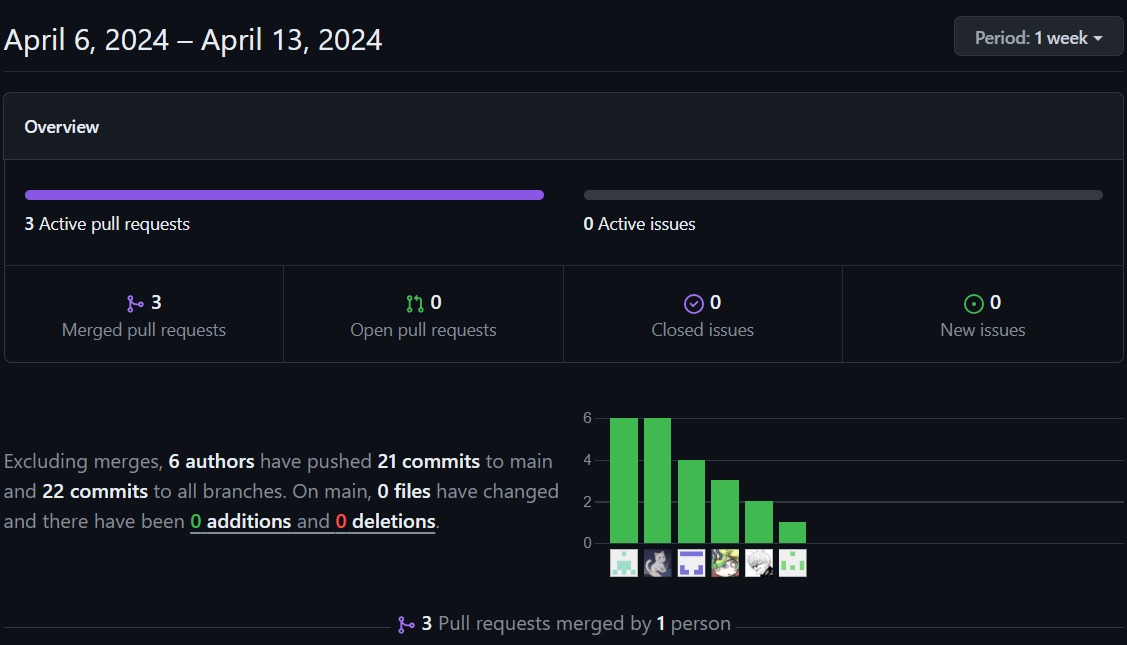 April 6, 2024 – April 13, 2024
Period: 1 week
Overview
3 Active pull requests
0 Active issues
3
Merged pull requests
0
Open pull requests
0
Closed issues
0
New issues
Excluding merges, 6 authors have pushed 21 commits to main
and 22 commits to all branches. On main, 0 files have changed
and there have been 0 additions and 0 deletions.
6
4
2
0
3 Pull requests merged by 1 person